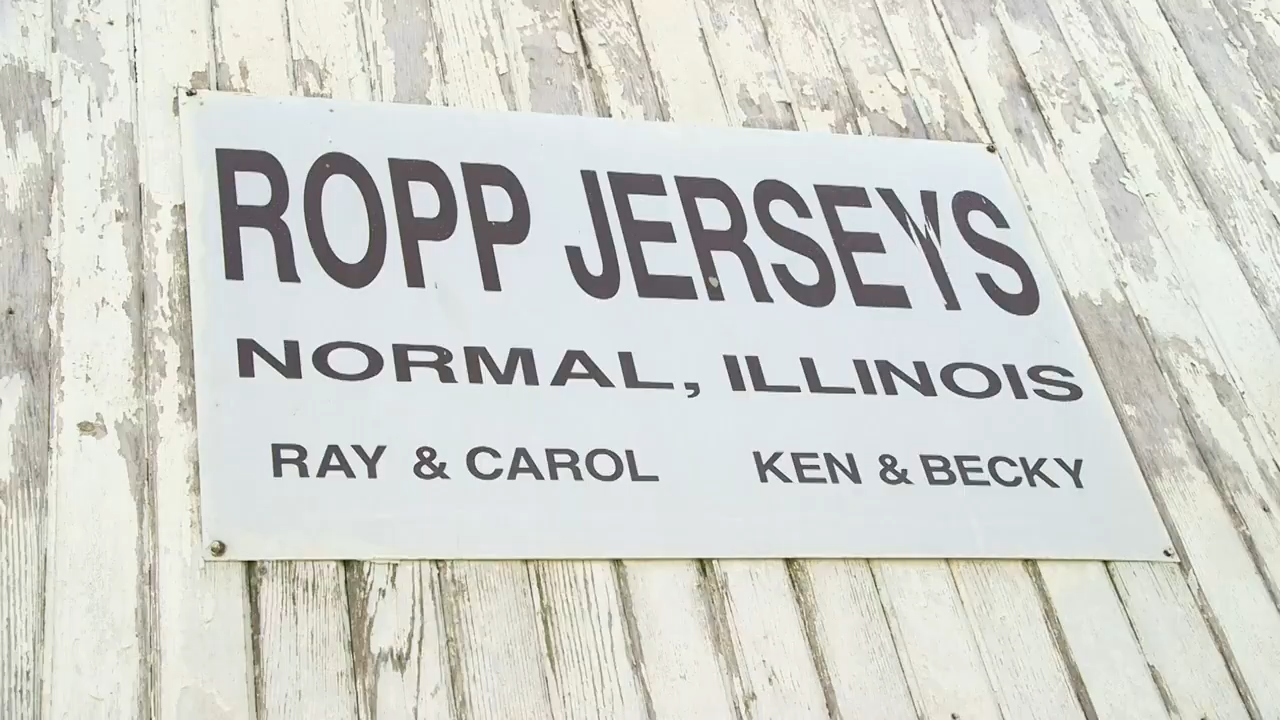 ROPP JERSEYS
NORMAL, ILLINOIS
RAY & CAROL KEN & BECKY